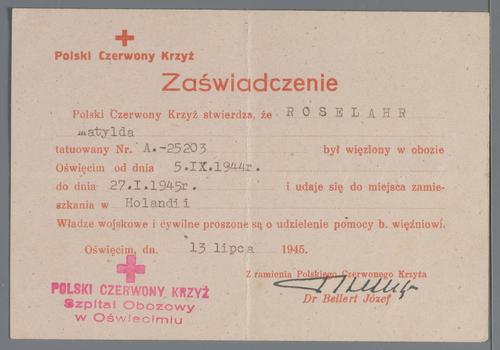 Polski Czerwony Krzyż
Zaświadczenie
Polski Czerwony Krzyż stwierdza, że ROSELAHR
matylda
tatuowany Nr. A.-25203 był więziony w obozie
Oświęcim od dnia 5.IX.1944r.
do dnia 27.I.1945r. i udaje się do miejsca zamie-
szkania w Holandii
Władze wojskowe i cywilne proszone są o udzielenie pomocy b. więźniowi.
Oświęcim, dn. 13 lipca 1945.
Z ramienia Polskiego Czerwonego Krzyża
Dr Bellert Józef
POLSKI CZERWONY KRZYŻ
Szpital Obozowy
w Oświęcimiu